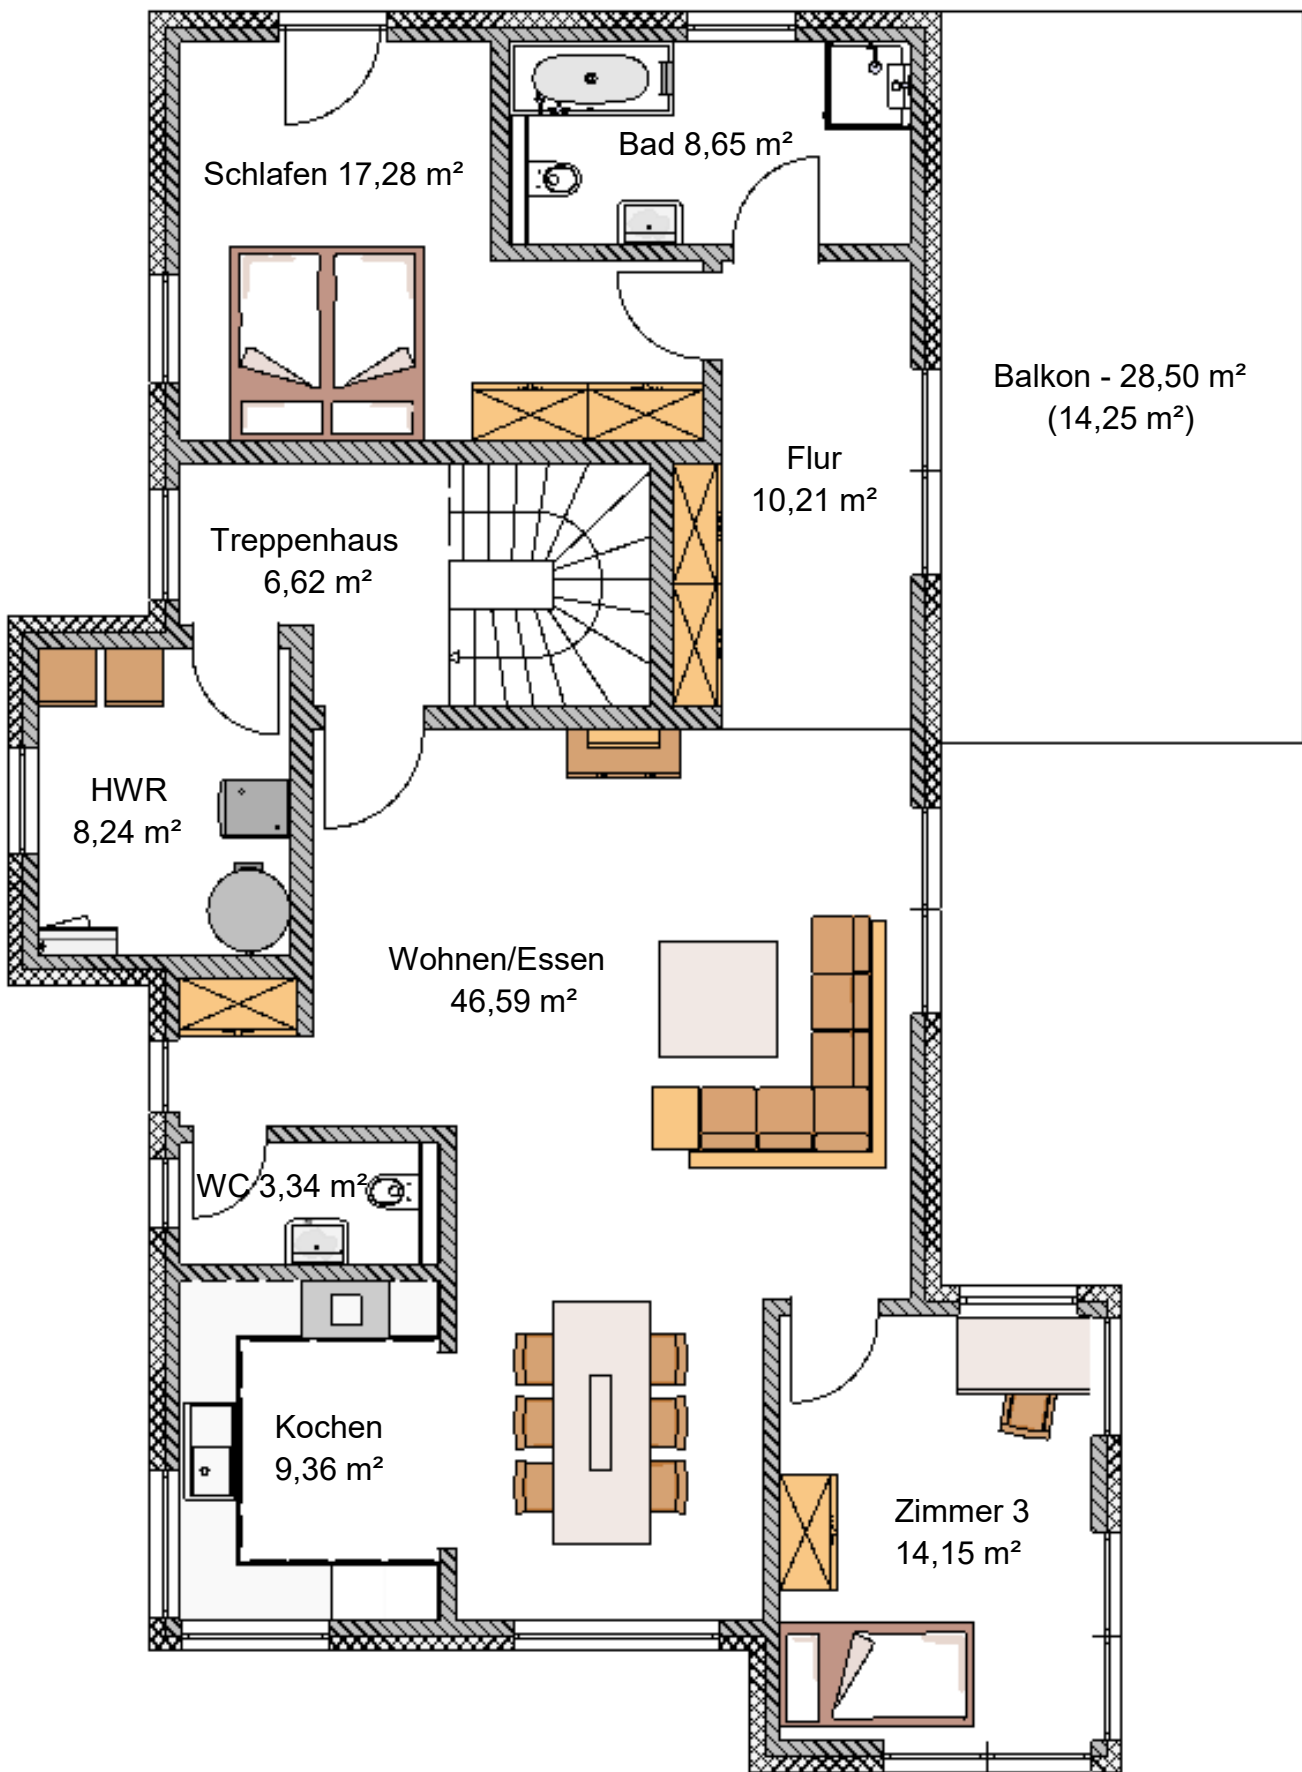 Bad 8,65 m²
Schlafen 17,28 m²
Balkon - 28,50 m²
(14,25 m²)
Flur
10,21 m²
Treppenhaus
6,62 m²
HWR
8,24 m²
Wohnen/Essen
46,59 m²
WC 3,34 m²
Kochen
9,36 m²
Zimmer 3
14,15 m²